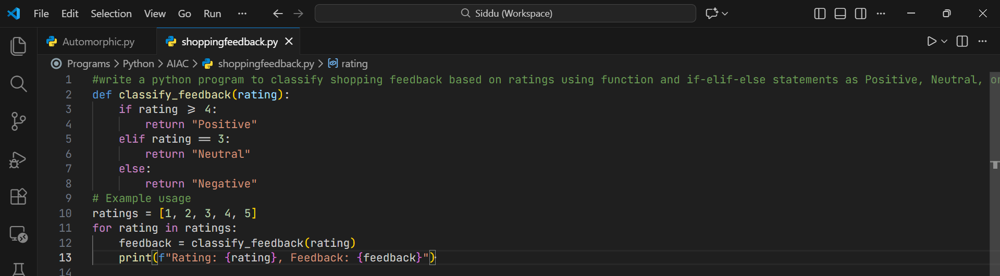 File Edit Selection View Go Run ··· Siddu (Workspace)
Automorphic.py shoppingfeedback.py
Programs > Python > AIAC > shoppingfeedback.py > rating
1 #write a python program to classify shopping feedback based on ratings using function and if-elif-else statements as Positive, Neutral, or
2 def classify_feedback(rating):
3 if rating >= 4:
4 return "Positive"
5 elif rating == 3:
6 return "Neutral"
7 else:
8 return "Negative"
9 # Example usage
10 ratings = [1, 2, 3, 4, 5]
11 for rating in ratings:
12 feedback = classify_feedback(rating)
13 print(f"Rating: {rating}, Feedback: {feedback}")
14